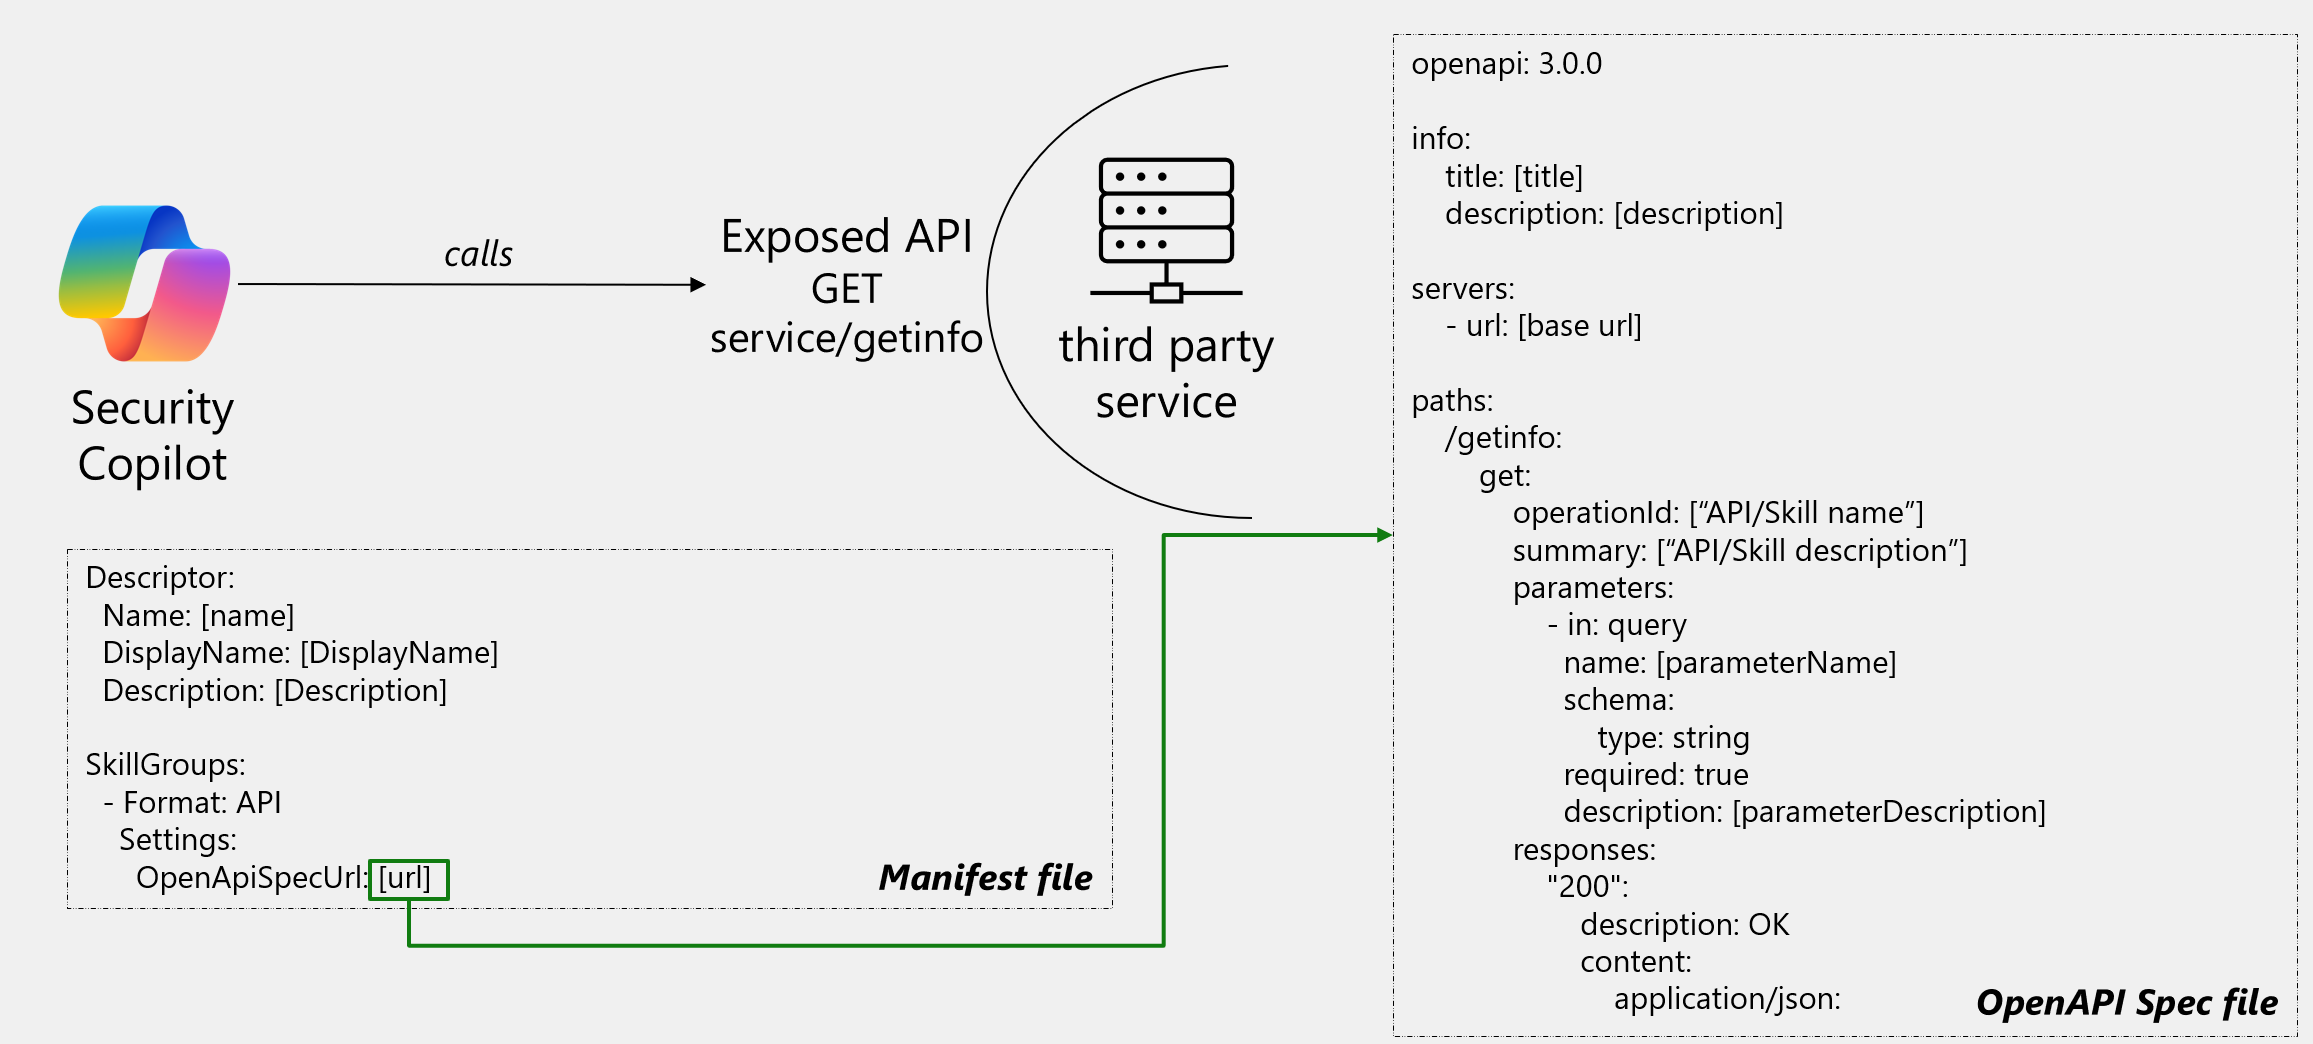 calls
Exposed API
GET
service/getinfo
third party
service
Security
Copilot
Descriptor:
Name: [name]
DisplayName: [DisplayName]
Description: [Description]
SkillGroups:
- Format: API
Settings:
OpenApiSpecUrl: [url]
Manifest file
openapi: 3.0.0
info:
title: [title]
description: [description]
servers:
- url: [base url]
paths:
/getinfo:
get:
operationId: [“API/Skill name”]
summary: [“API/Skill description”]
parameters:
- in: query
name: [parameterName]
schema:
type: string
required: true
description: [parameterDescription]
responses:
"200":
description: OK
content:
application/json:
OpenAPI Spec file